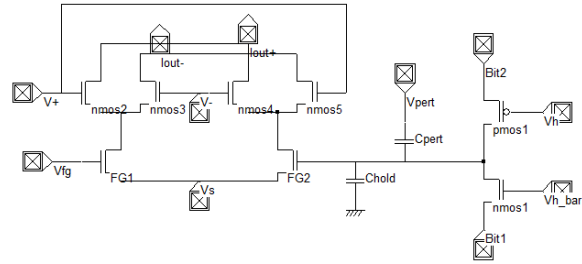 Iout-
Iout+
Bit2
V+
nmos2
nmos3
V-
nmos4
nmos5
Vpert
pmos1
Vh
Cpert
Vfg
FG1
Vs
FG2
Chold
nmos1
Vh_bar
Bit1